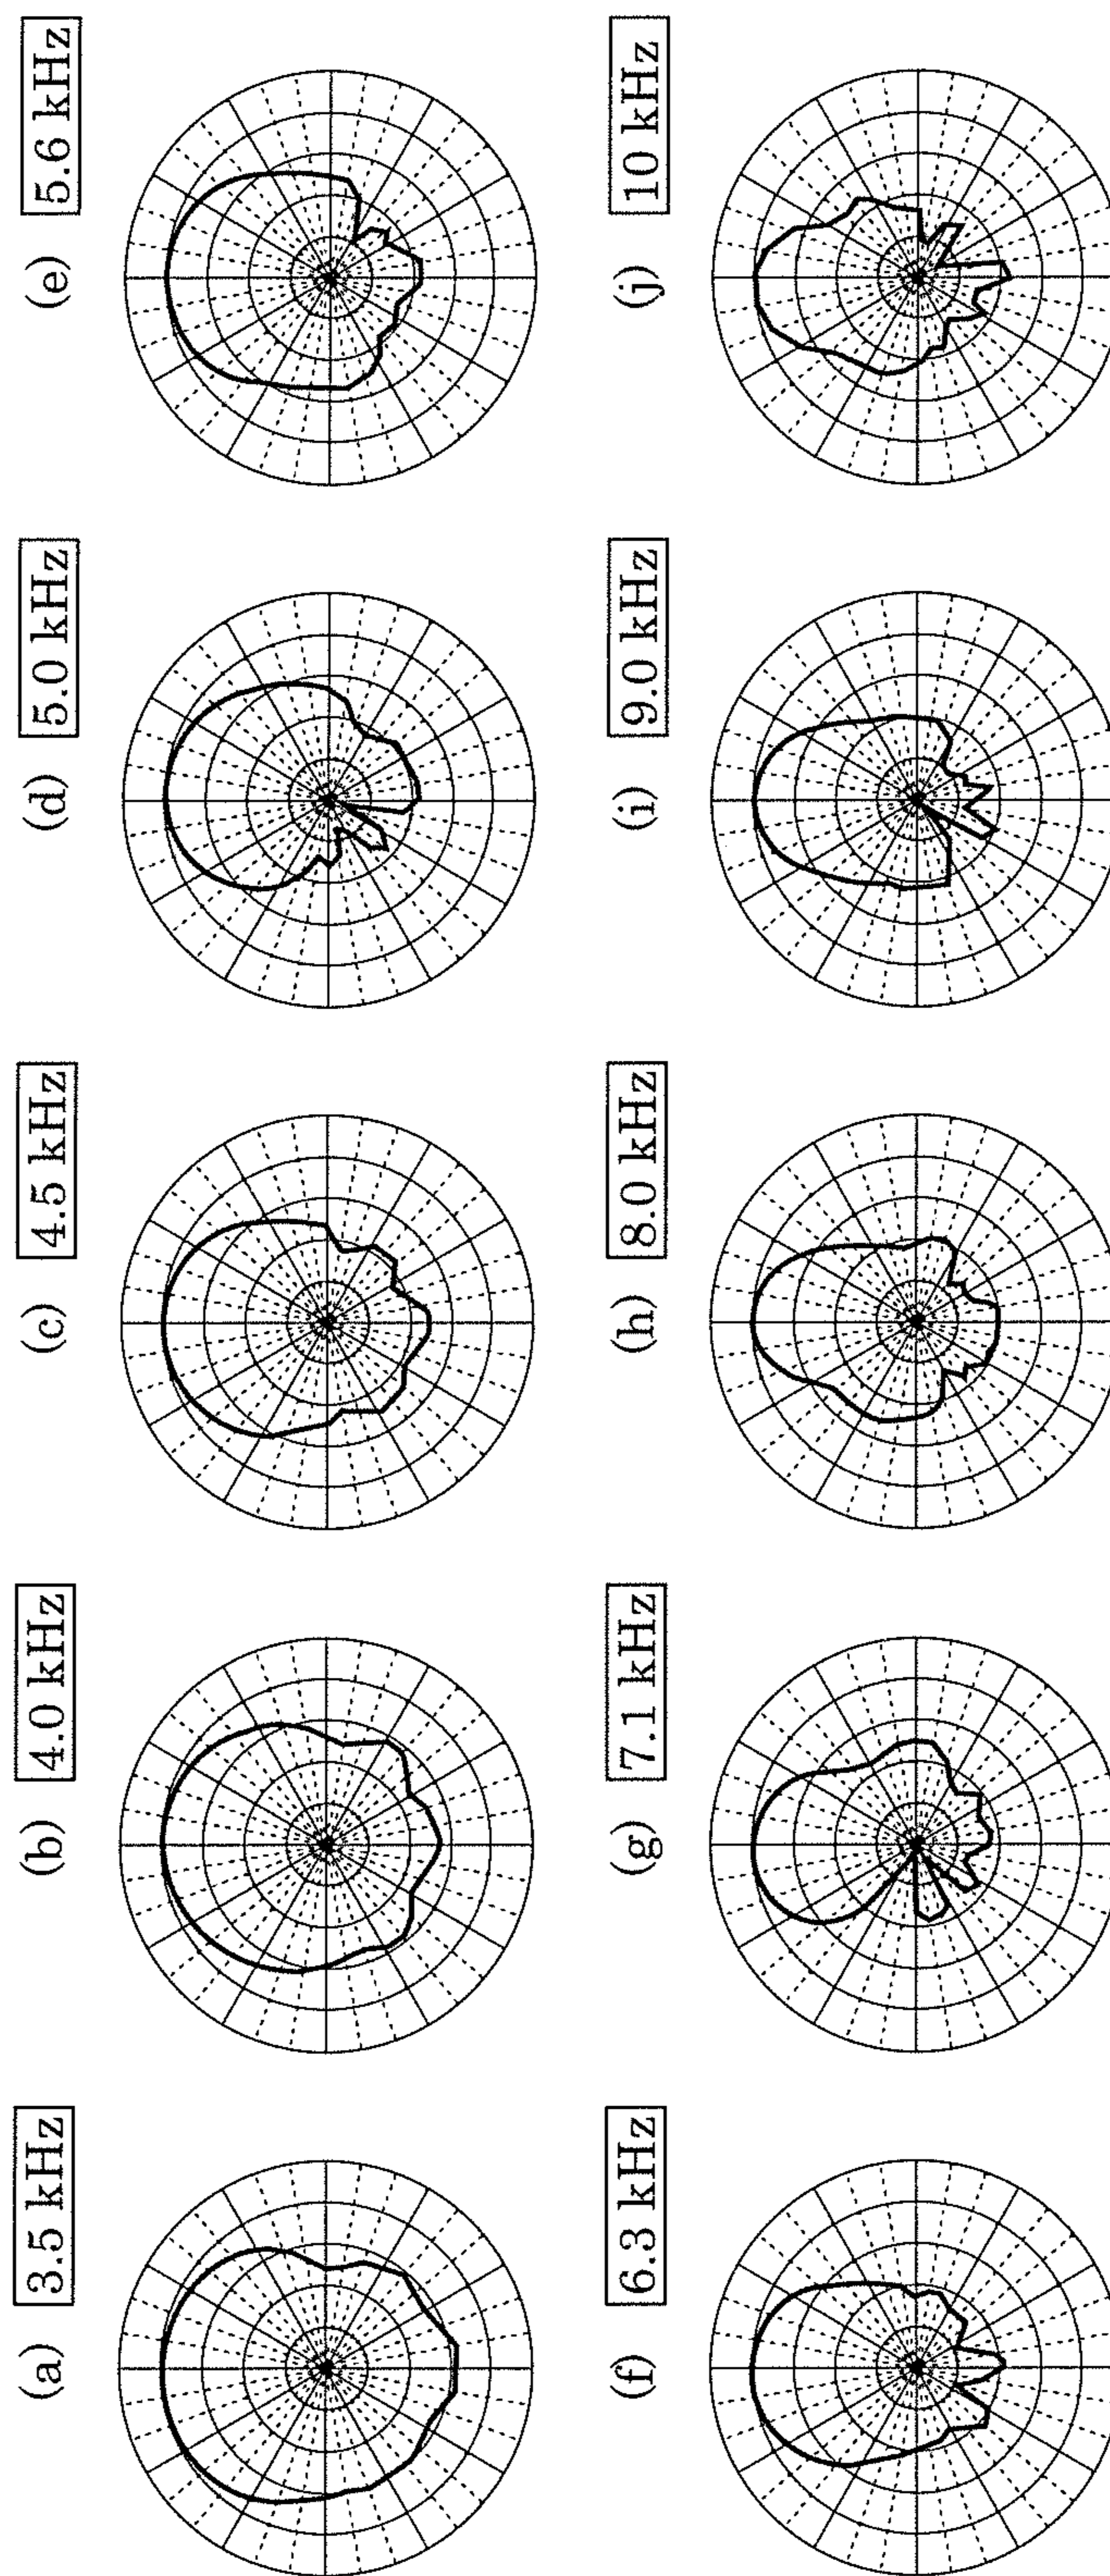 (a) 3.5 kHz
(b) 4.0 kHz
(c) 4.5 kHz
(d) 5.0 kHz
(e) 5.6 kHz
(f) 6.3 kHz
(g) 7.1 kHz
(h) 8.0 kHz
(i) 9.0 kHz
(j) 10 kHz